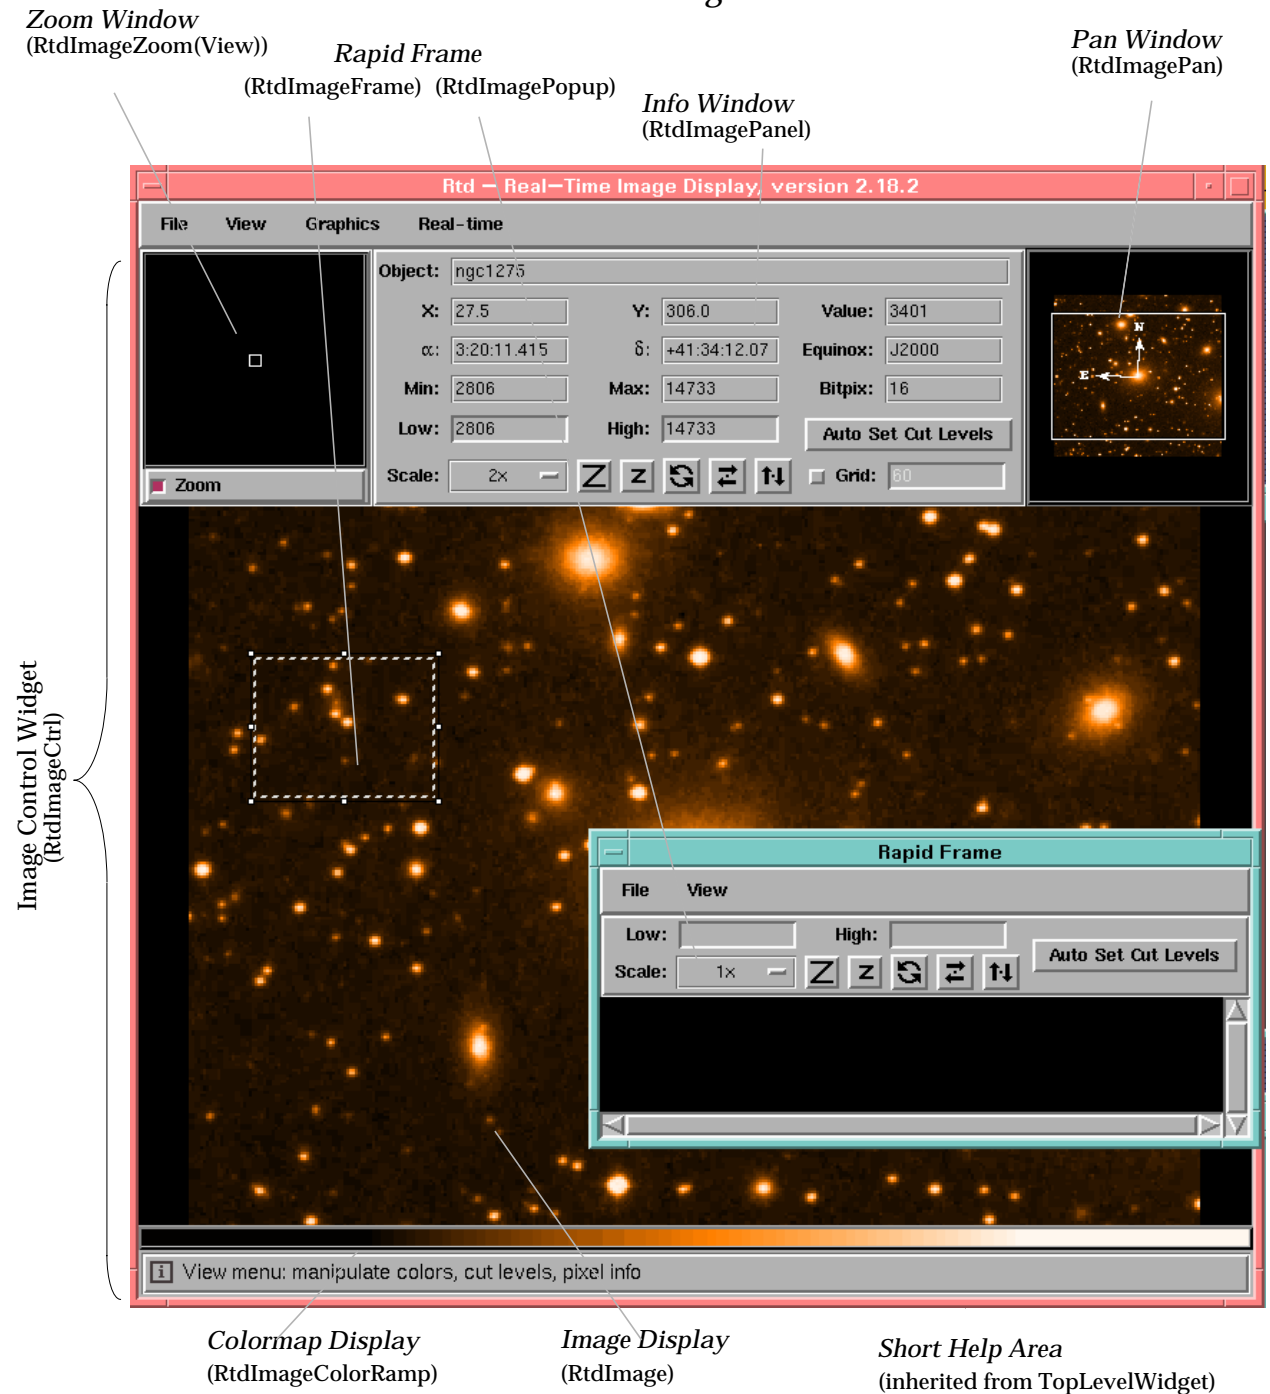 Zoom Window
(RtdImageZoom(View))
Rapid Frame
(RtdImageFrame) (RtdImagePopup)
Info Window
(RtdImagePanel)
Pan Window
(RtdImagePan)
Rtd – Real–Time Image Display, version 2.18.2
File View Graphics Real-time
Object: ngc1275
X: 27.5 Y: 306.0 Value: 3401
α: 3:20:11.415 δ: +41:34:12.07 Equinox: J2000
Min: 2806 Max: 14733 Bitpix: 16
Low: 2806 High: 14733 Auto Set Cut Levels
Scale: 2x Z z Grid: 60
Zoom
N
E
Image Control Widget
(RtdImageCtrl)
Rapid Frame
File View
Low: High: Auto Set Cut Levels
Scale: 1x Z z
i View menu: manipulate colors, cut levels, pixel info
Colormap Display
(RtdImageColorRamp)
Image Display
(RtdImage)
Short Help Area
(inherited from TopLevelWidget)